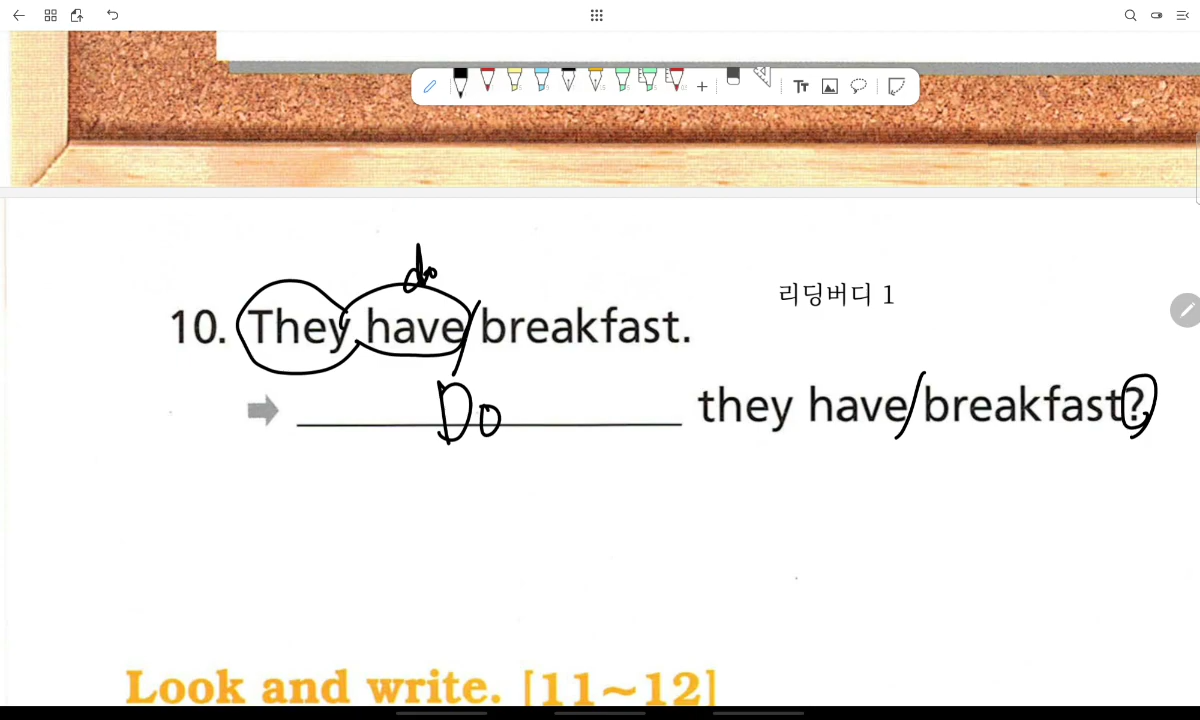 do
리딩버디 1
10. They have/breakfast.
Do they have/breakfast?
Look and write. [11~12]